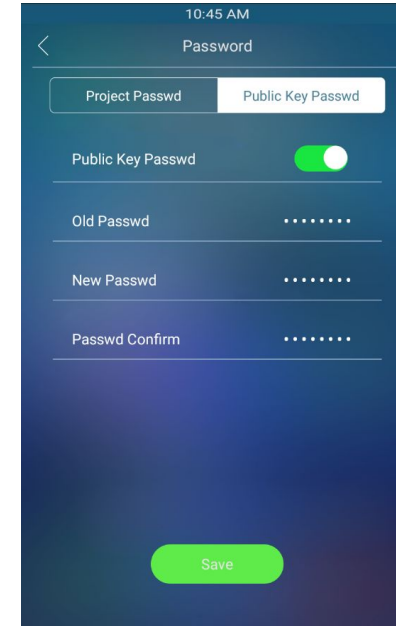 10:45 AM
Password
Project Passwd
Public Key Passwd
Public Key Passwd
Old Passwd ••••••••
New Passwd ••••••••
Passwd Confirm ••••••••
Save